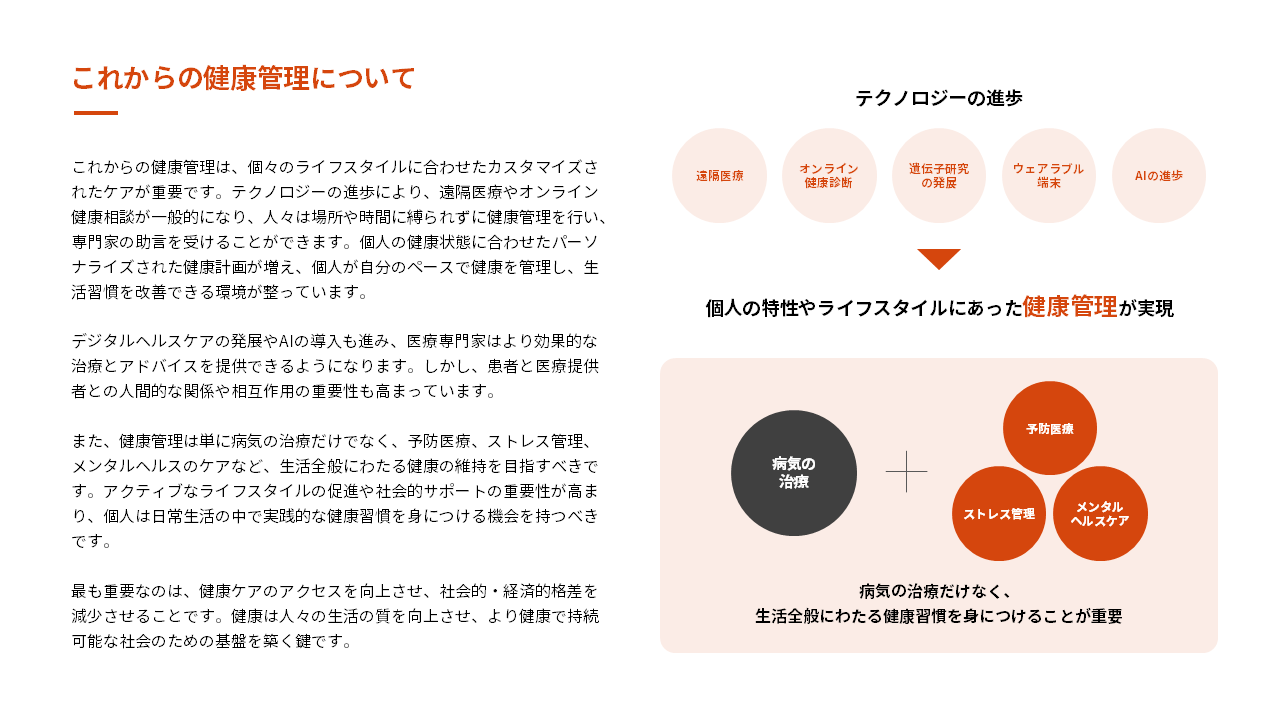 これからの健康管理について
これからの健康管理は、個々のライフスタイルに合わせたカスタマイズさ
れたケアが重要です。テクノロジーの進歩により、遠隔医療やオンライン
健康相談が一般的になり、人々は場所や時間に縛られずに健康管理を行い、
専門家の助言を受けることができます。個人の健康状態に合わせたパーソ
ナライズされた健康計画が増え、個人が自分のペースで健康を管理し、生
活習慣を改善できる環境が整っています。
デジタルヘルスケアの発展やAIの導入も進み、医療専門家はより効果的な
治療とアドバイスを提供できるようになります。しかし、患者と医療提供
者との人間的な関係や相互作用の重要性も高まっています。
また、健康管理は単に病気の治療だけでなく、予防医療、ストレス管理、
メンタルヘルスのケアなど、生活全般にわたる健康の維持を目指すべきで
す。アクティブなライフスタイルの促進や社会的サポートの重要性が高ま
り、個人は日常生活の中で実践的な健康習慣を身につける機会を持つべき
です。
最も重要なのは、健康ケアのアクセスを向上させ、社会的・経済的格差を
減少させることです。健康は人々の生活の質を向上させ、より健康で持続
可能な社会のための基盤を築く鍵です。
テクノロジーの進歩
遠隔医療
オンライン
健康診断
遺伝子研究
の発展
ウェアラブル
端末
AIの進歩
個人の特性やライフスタイルにあった健康管理が実現
病気の
治療
予防医療
ストレス管理
メンタル
ヘルスケア
病気の治療だけなく、
生活全般にわたる健康習慣を身につけることが重要